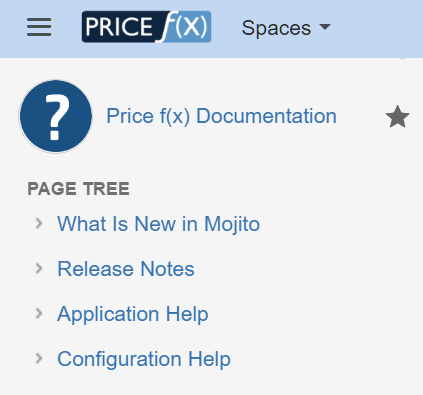 PRICE f(x) Spaces
?
Price f(x) Documentation
PAGE TREE
What Is New in Mojito
Release Notes
Application Help
Configuration Help